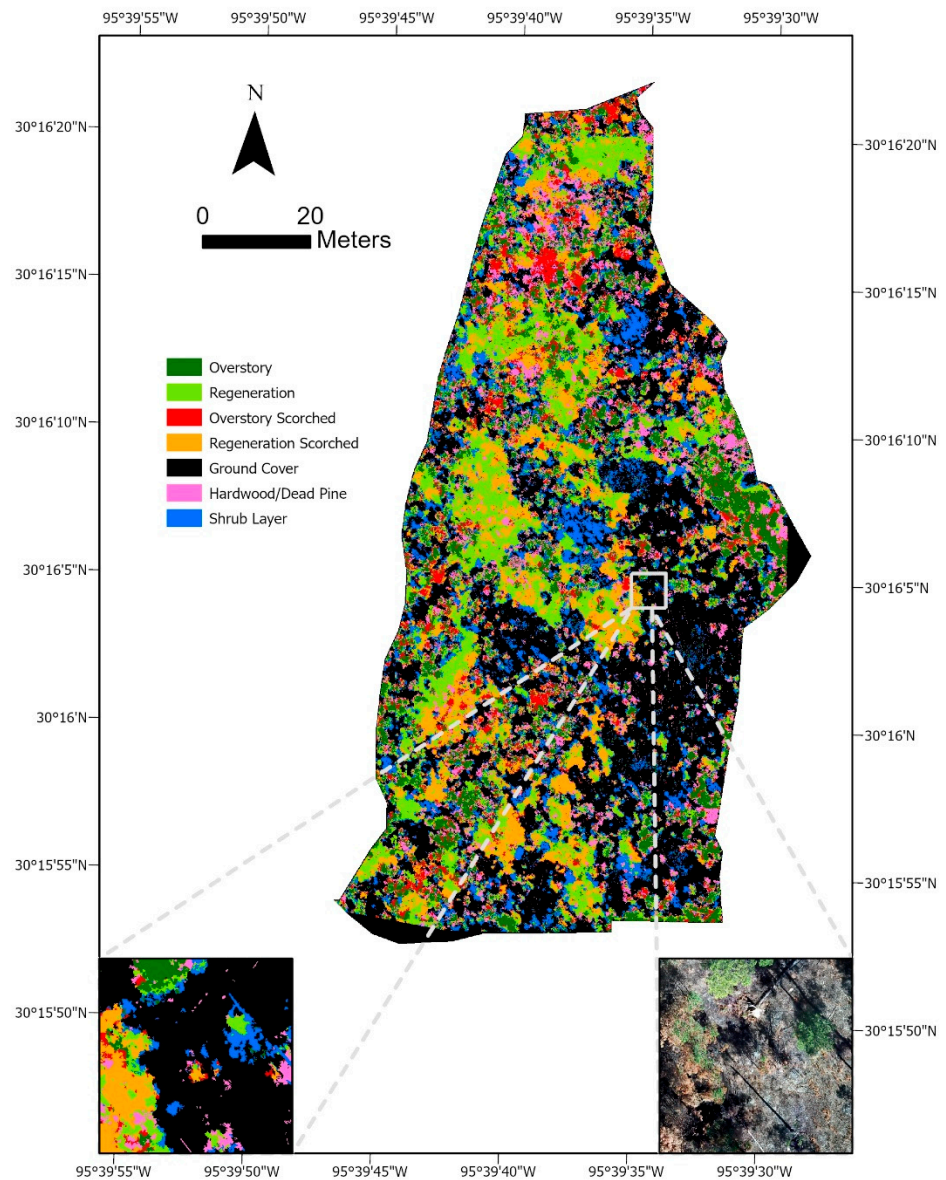 95°39'55"W 95°39'50"W 95°39'45"W 95°39'40"W 95°39'35"W 95°39'30"W
N
30°16'20"N
30°16'20"N
0 20
Meters
30°16'15"N
30°16'15"N
Overstory
Regeneration
Overstory Scorched
30°16'10"N
30°16'10"N
Regeneration Scorched
Ground Cover
Hardwood/Dead Pine
Shrub Layer
30°16'5"N
30°16'5"N
30°16'N
30°16'N
30°15'55"N
30°15'55"N
30°15'50"N
30°15'50"N
95°39'55"W 95°39'50"W 95°39'45"W 95°39'40"W 95°39'35"W 95°39'30"W